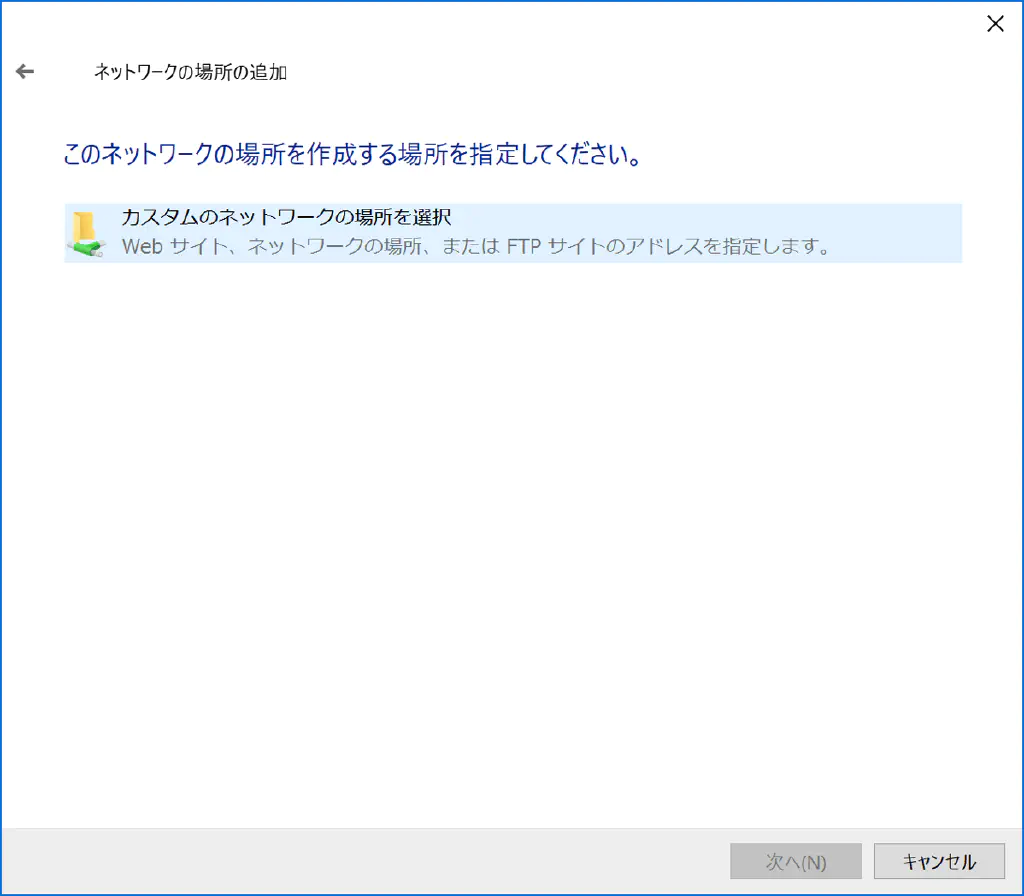 ネットワークの場所の追加
このネットワークの場所を作成する場所を指定してください。
カスタムのネットワークの場所を選択
Web サイト、ネットワークの場所、または FTP サイトのアドレスを指定します。
次へ(N)
キャンセル